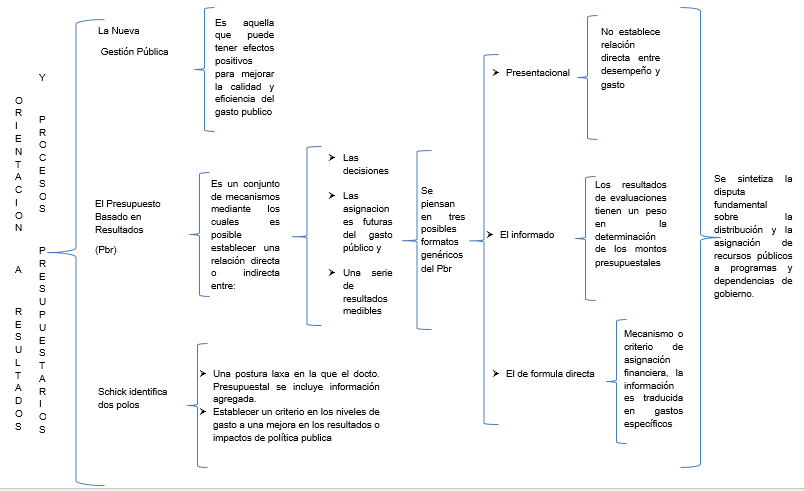 ORIENTACION A RESULTADOS
Y PROCESOS PRESUPUESTARIOS
La Nueva
Gestión Pública
Es aquella
que puede
tener efectos
positivos
para mejorar
la calidad y
eficiencia del
gasto publico
El Presupuesto
Basado en
Resultados
(Pbr)
Es un conjunto
de mecanismos
mediante los
cuales es
posible
establecer una
relación directa
o indirecta
entre:
Las
decisiones
Las
asignacion
es futuras
del gasto
público y
Una serie
de
resultados
medibles
Se
piensan
en tres
posibles
formatos
genéricos
del Pbr
Presentacional
No establece
relación
directa entre
desempeño y
gasto
El informado
Los resultados
de evaluaciones
tienen un peso
en la
determinación
de los montos
presupuestales
El de formula directa
Mecanismo o
criterio de
asignación
financiera, la
información
es traducida
en gastos
específicos
Se sintetiza la
disputa
fundamental
sobre la
distribución y la
asignación de
recursos públicos
a programas y
dependencias de
gobierno.
Schick identifica
dos polos
Una postura laxa en la que el docto.
Presupuestal se incluye información
agregada.
Establecer un criterio en los niveles de
gasto a una mejora en los resultados o
impactos de política publica